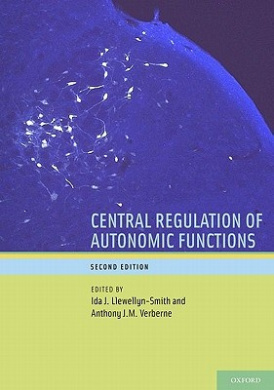 CENTRAL REGULATION OF
AUTONOMIC FUNCTIONS
SECOND EDITION
EDITED BY
Ida J. Llewellyn-Smith and
Anthony J.M. Verberne
OXFORD